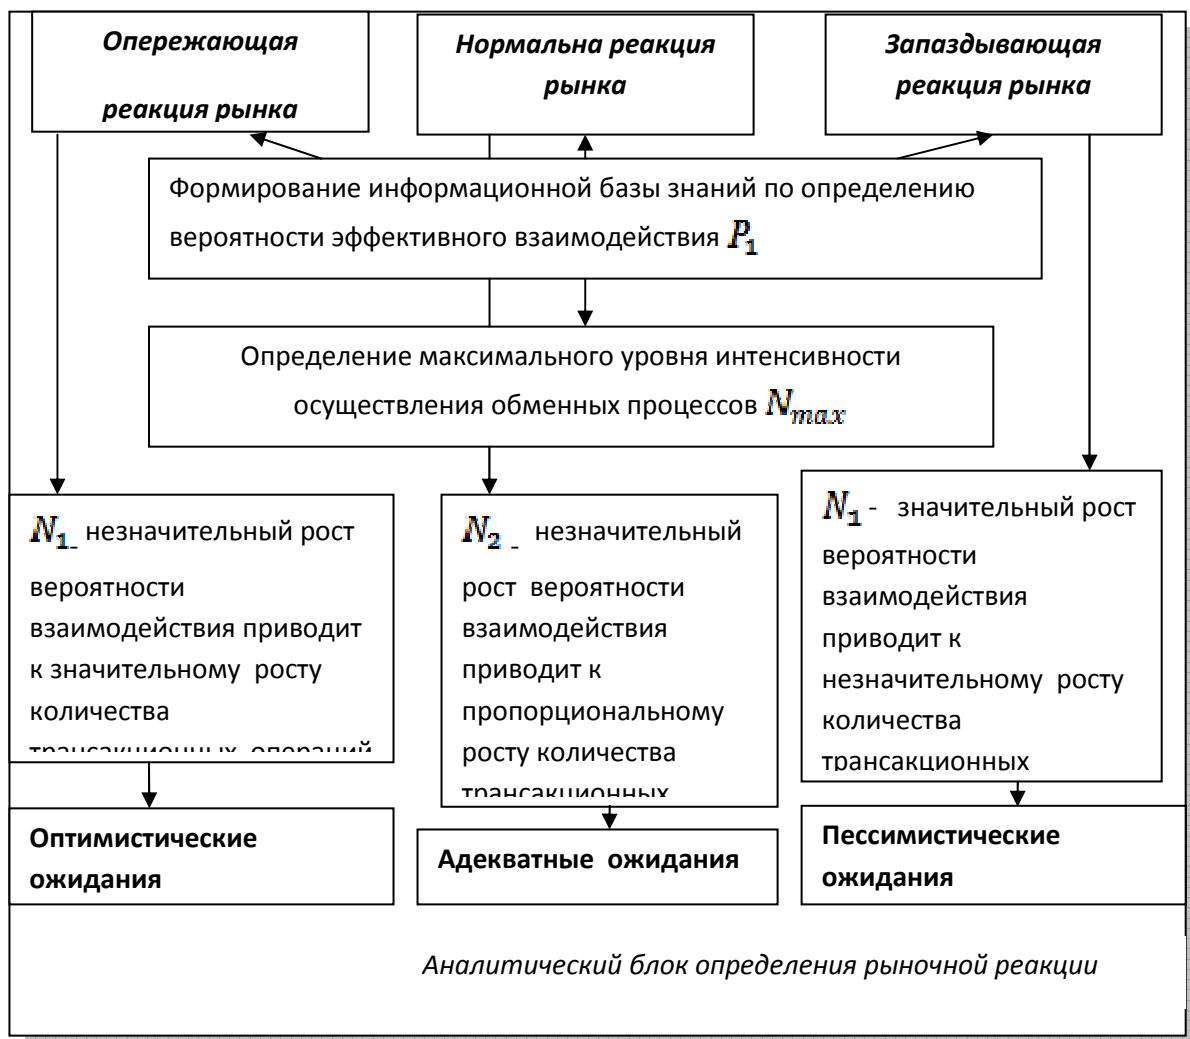 Опережающая
реакция рынка
Нормальна реакция
рынка
Запаздывающая
реакция рынка
Формирование информационной базы знаний по определению
вероятности эффективного взаимодействия P₁
Определение максимального уровня интенсивности
осуществления обменных процессов Nmax
N₁ - незначительный рост
вероятности
взаимодействия приводит
к значительному росту
количества
трансакционных операций
N₂ - незначительный
рост вероятности
взаимодействия
приводит к
пропорциональному
росту количества
трансакционных
N₁ - значительный рост
вероятности
взаимодействия
приводит к
незначительному росту
количества
трансакционных
Оптимистические
ожидания
Адекватные ожидания
Пессимистические
ожидания
Аналитический блок определения рыночной реакции